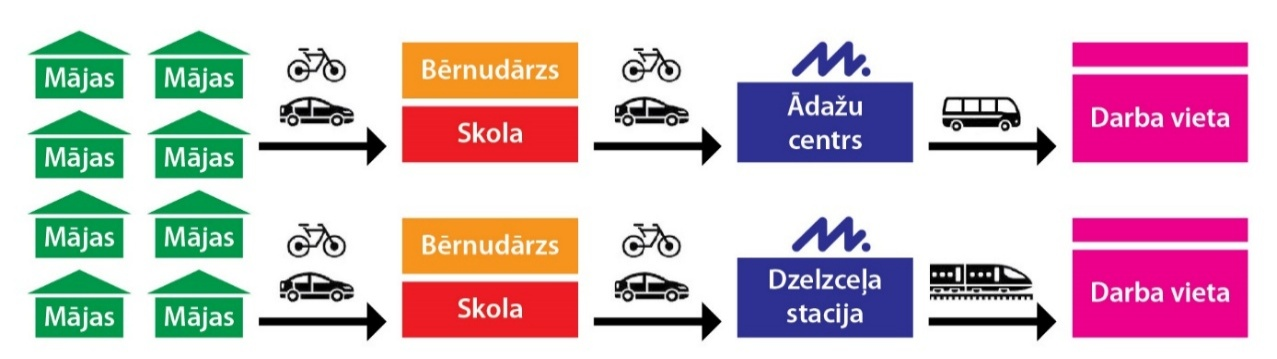 Mājas Mājas
Mājas Mājas
Mājas Mājas
Mājas Mājas
Bērnudārzs
Skola
Ādažu
centrs
Darba vieta
Bērnudārzs
Skola
Dzelzceļa
stacija
Darba vieta